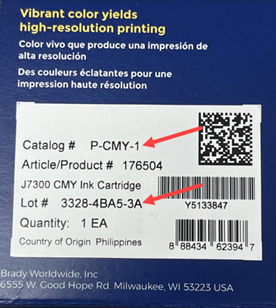 Vibrant color yields
high-resolution printing
Color vivo que produce una impresión de
alta resolución
Des couleurs éclatantes pour une
impression haute résolution
Catalog # P-CMY-1
Article/Product # 176504
J7300 CMY Ink Cartridge
Lot # 3328-4BA5-3A
Y5133847
Quantity: 1 EA
Country of Origin Philippines
8 88434 62394 7
Brady Worldwide, Inc
6555 W. Good Hope Rd. Milwaukee, WI 53223 USA